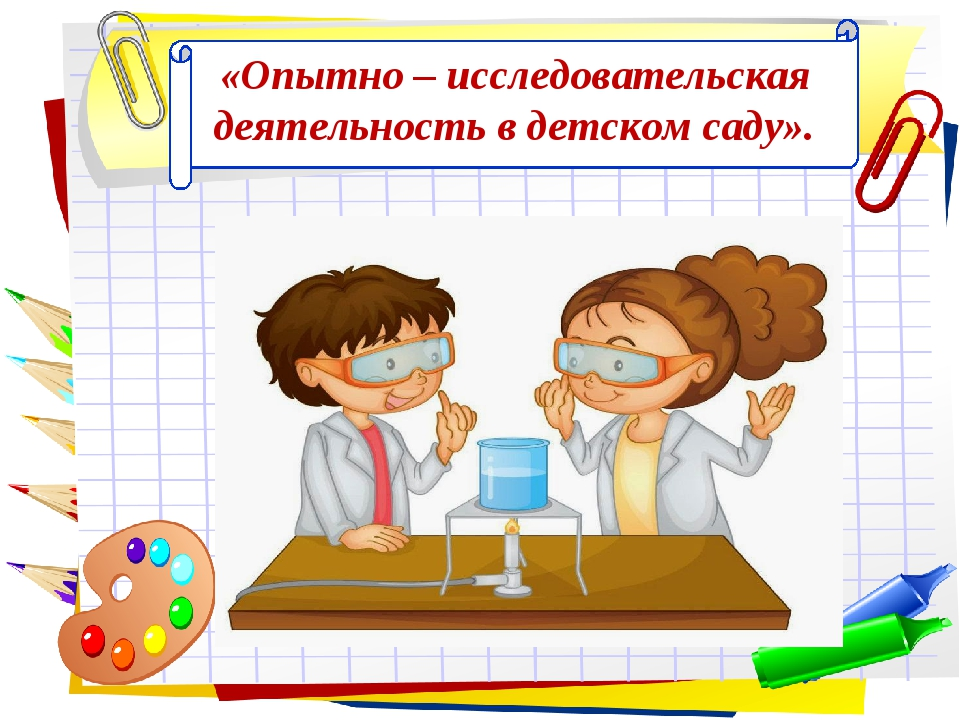 «Опытно – исследовательская
деятельность в детском саду».